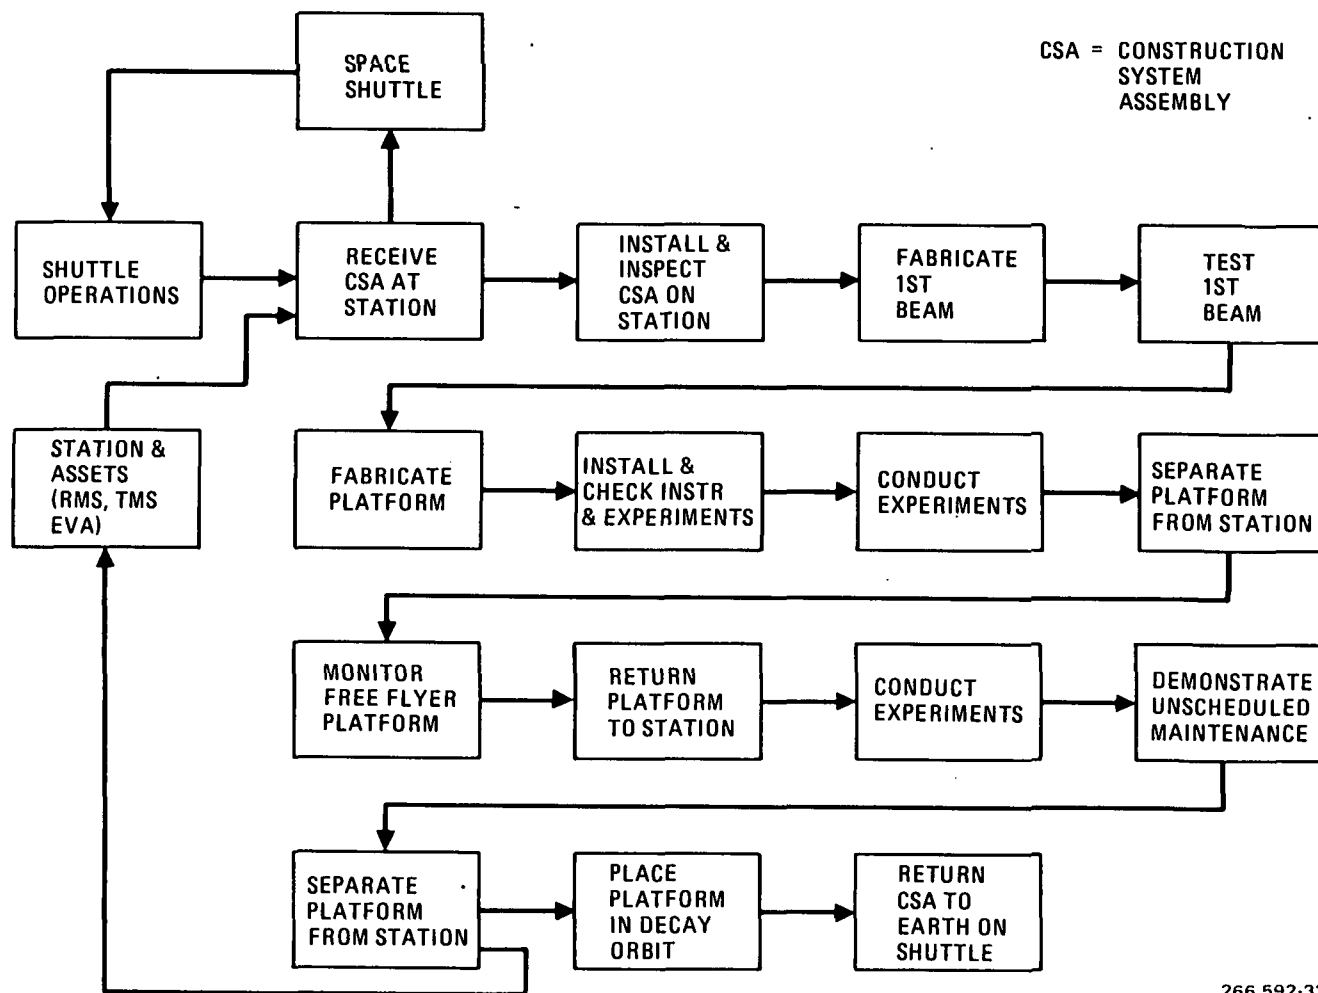 SPACE
SHUTTLE
CSA = CONSTRUCTION
SYSTEM
ASSEMBLY
SHUTTLE
OPERATIONS
RECEIVE
CSA AT
STATION
INSTALL &
INSPECT
CSA ON
STATION
FABRICATE
1ST
BEAM
TEST
1ST
BEAM
STATION &
ASSETS
(RMS, TMS
EVA)
FABRICATE
PLATFORM
INSTALL &
CHECK INSTR
& EXPERIMENTS
CONDUCT
EXPERIMENTS
SEPARATE
PLATFORM
FROM STATION
MONITOR
FREE FLYER
PLATFORM
RETURN
PLATFORM
TO STATION
CONDUCT
EXPERIMENTS
DEMONSTRATE
UNSCHEDULED
MAINTENANCE
SEPARATE
PLATFORM
FROM STATION
PLACE
PLATFORM
IN DECAY
ORBIT
RETURN
CSA TO
EARTH ON
SHUTTLE